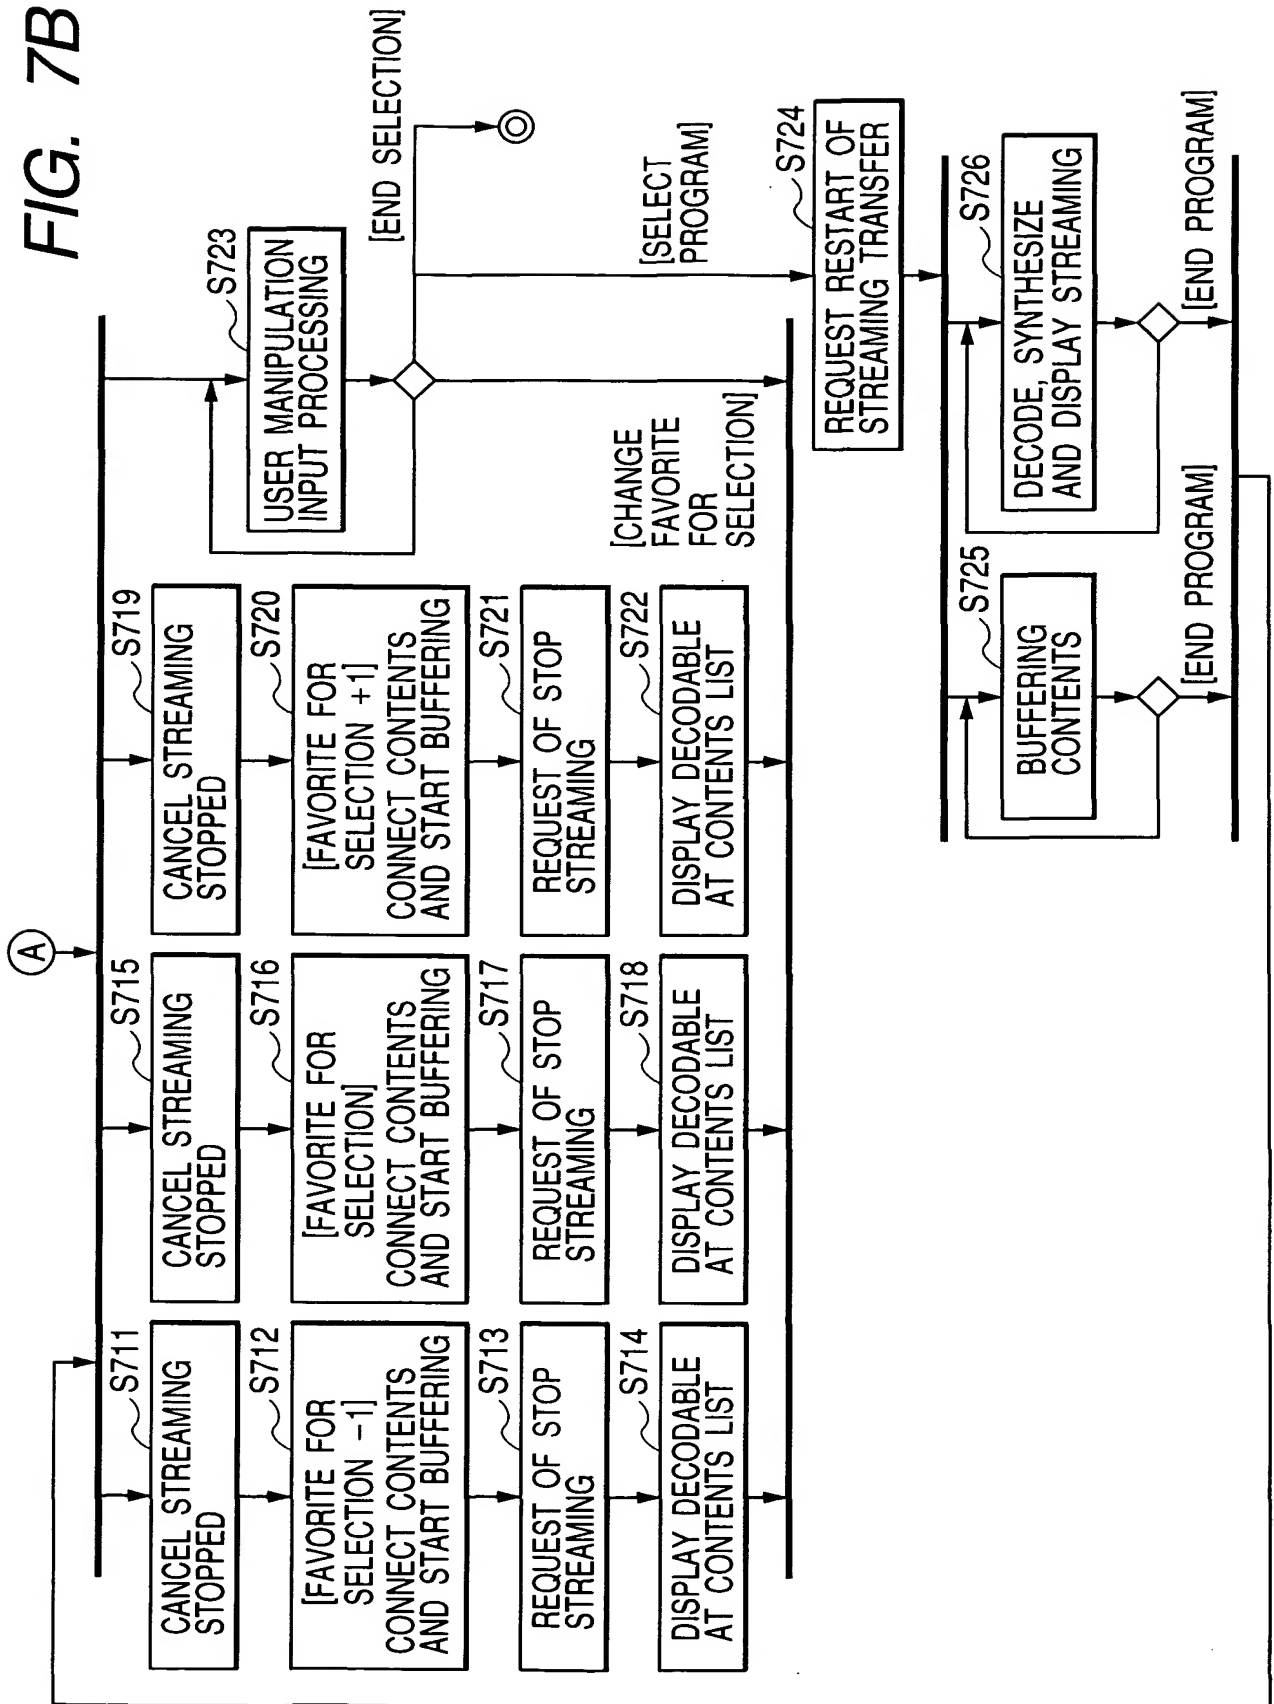 FIG. 7B
A
S711
CANCEL STREAMING
STOPPED
S712
[FAVORITE FOR
SELECTION -1]
CONNECT CONTENTS
AND START BUFFERING
S713
REQUEST OF STOP
STREAMING
S714
DISPLAY DECODABLE
AT CONTENTS LIST
S715
CANCEL STREAMING
STOPPED
S716
[FAVORITE FOR
SELECTION]
CONNECT CONTENTS
AND START BUFFERING
S717
REQUEST OF STOP
STREAMING
S718
DISPLAY DECODABLE
AT CONTENTS LIST
S719
CANCEL STREAMING
STOPPED
S720
[FAVORITE FOR
SELECTION +1]
CONNECT CONTENTS
AND START BUFFERING
S721
REQUEST OF STOP
STREAMING
S722
DISPLAY DECODABLE
AT CONTENTS LIST
S723
USER MANIPULATION
INPUT PROCESSING
[END SELECTION]
[CHANGE
FAVORITE
FOR
SELECTION]
[SELECT
PROGRAM]
S724
REQUEST RESTART OF
STREAMING TRANSFER
S725
BUFFERING
CONTENTS
[END PROGRAM]
S726
DECODE, SYNTHESIZE
AND DISPLAY STREAMING
[END PROGRAM]